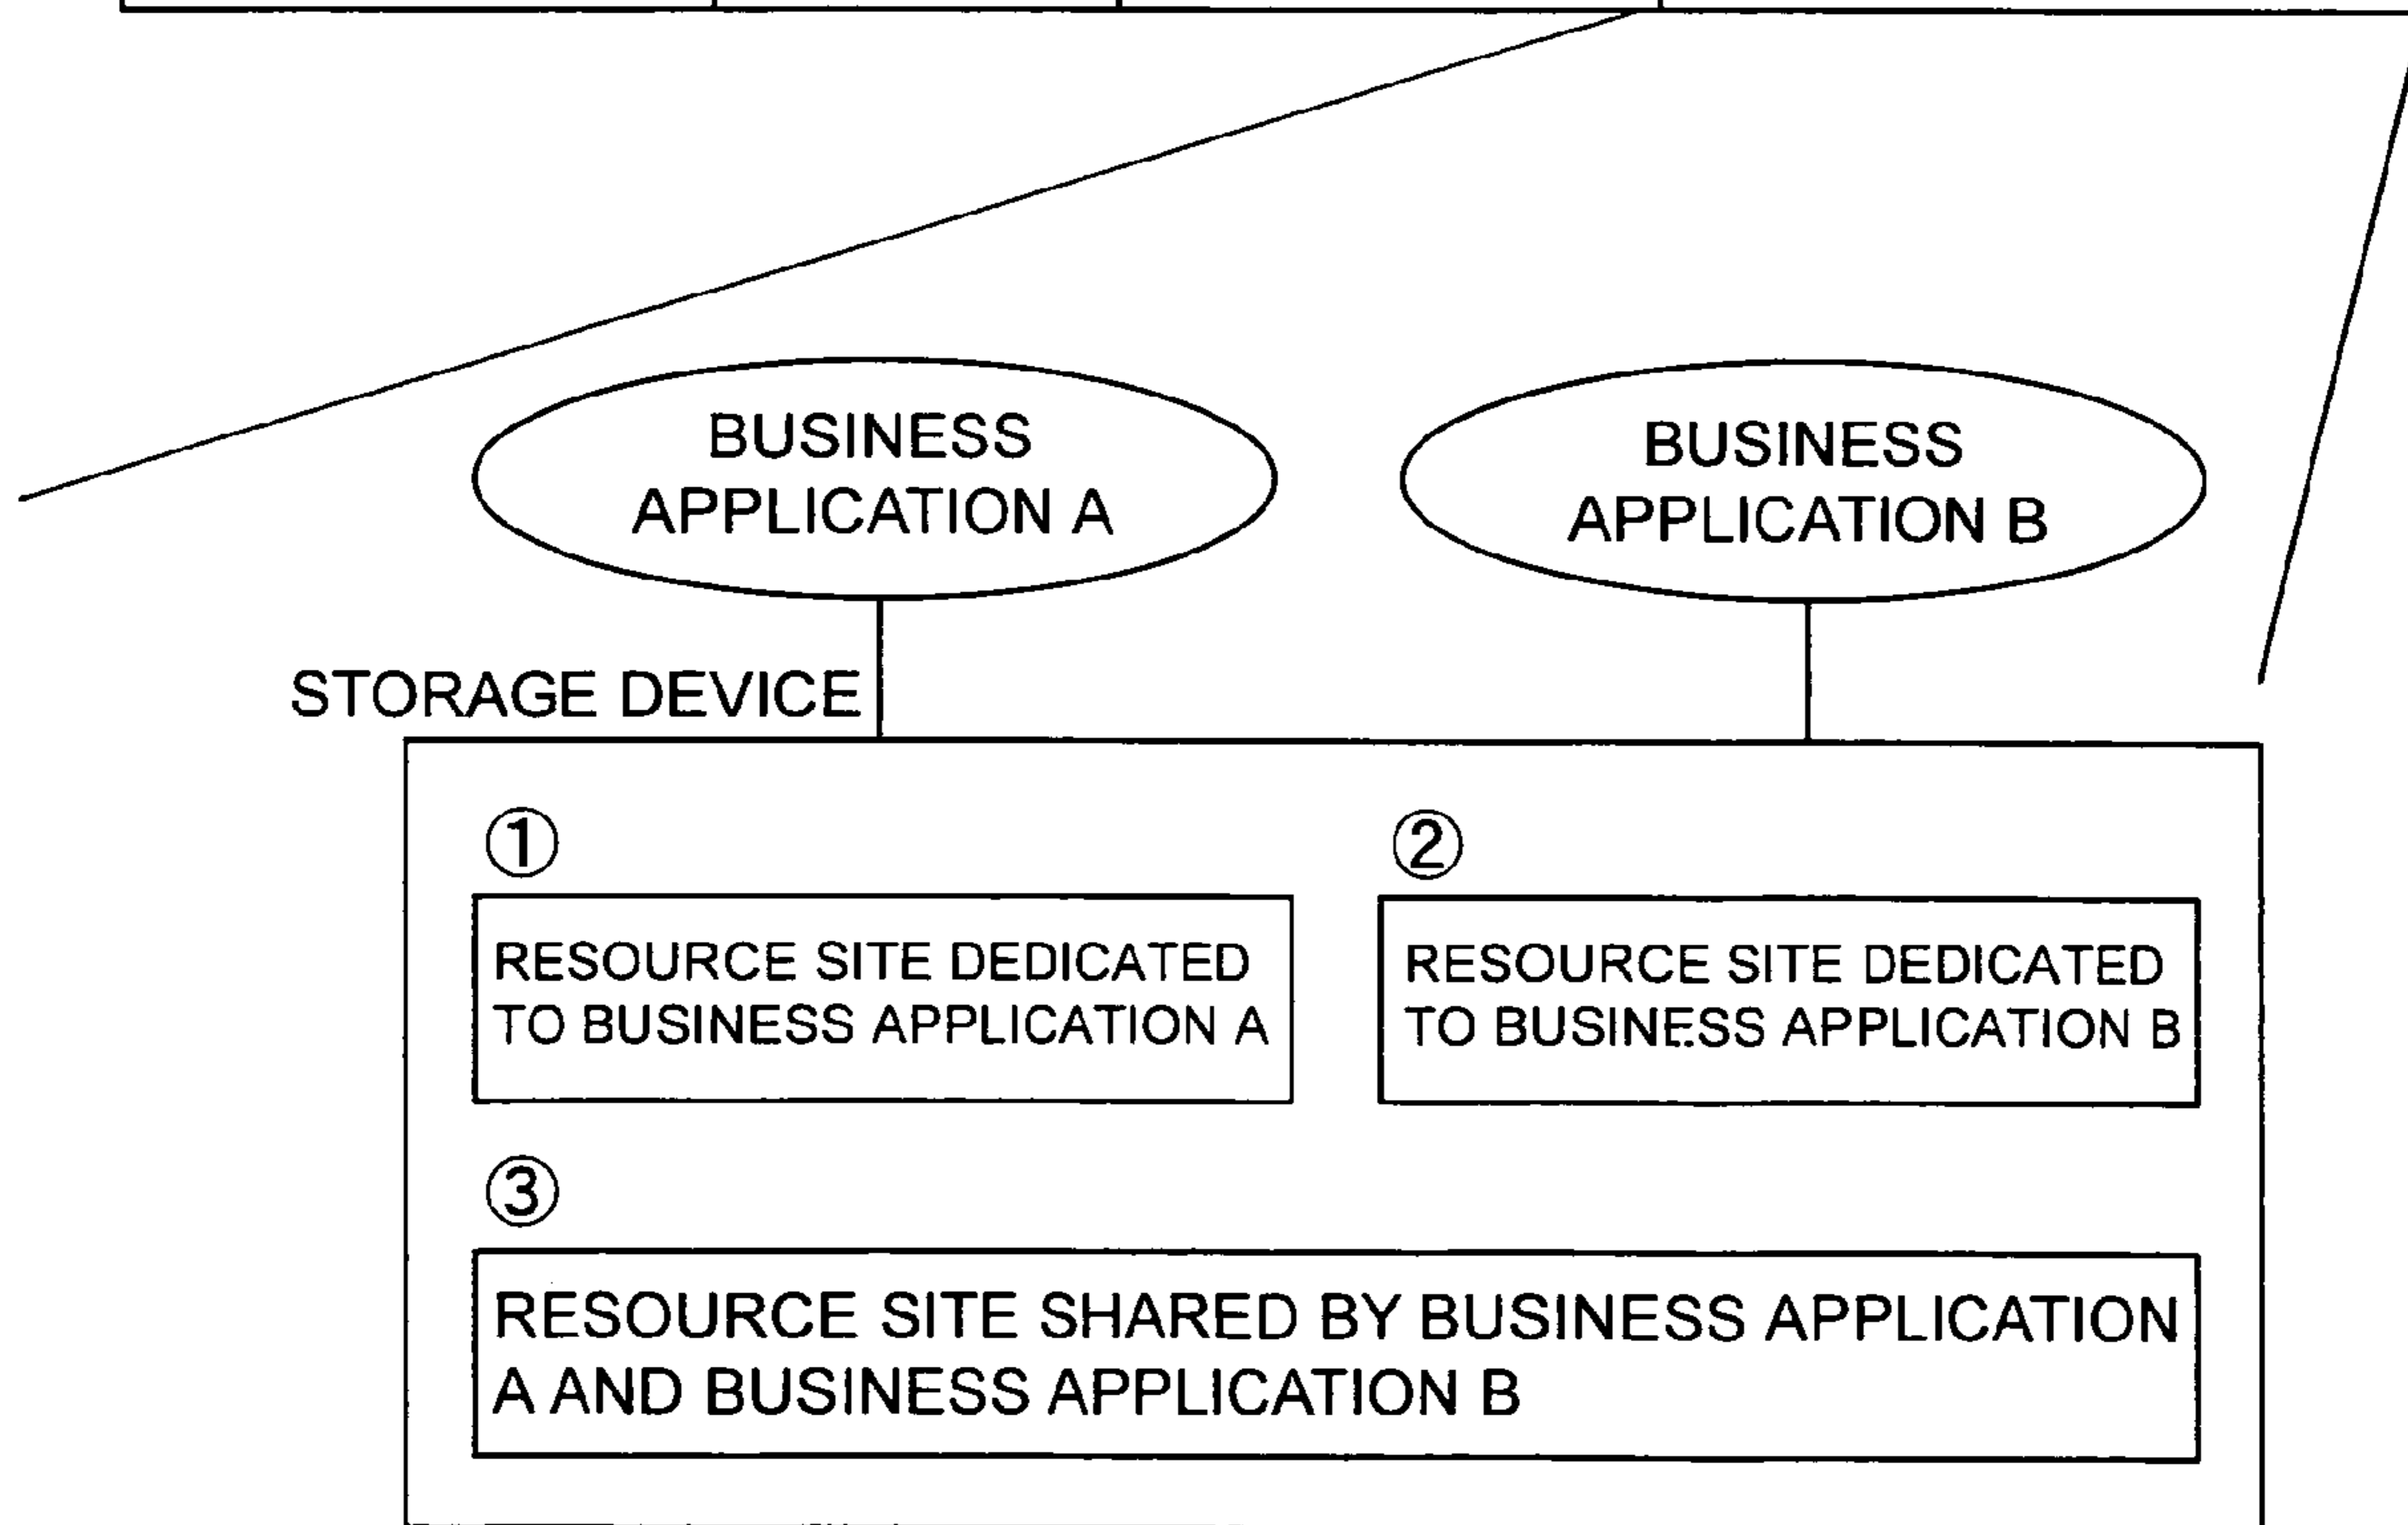 BUSINESS
APPLICATION A
BUSINESS
APPLICATION B
STORAGE DEVICE
①
②
RESOURCE SITE DEDICATED
TO BUSINESS APPLICATION A
RESOURCE SITE DEDICATED
TO BUSINESS APPLICATION B
③
RESOURCE SITE SHARED BY BUSINESS APPLICATION
A AND BUSINESS APPLICATION B